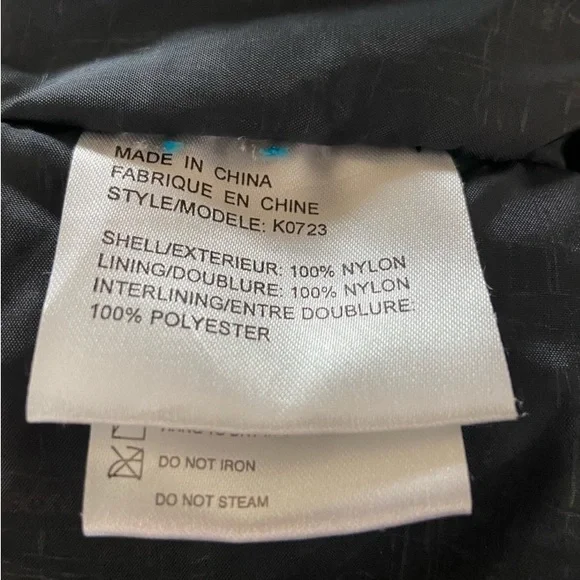 MADE IN CHINA
FABRIQUE EN CHINE
STYLE/MODELE: K0723
SHELL/EXTERIEUR: 100% NYLON
LINING/DOUBLURE: 100% NYLON
INTERLINING/ENTRE DOUBLURE:
100% POLYESTER
DO NOT IRON
DO NOT STEAM